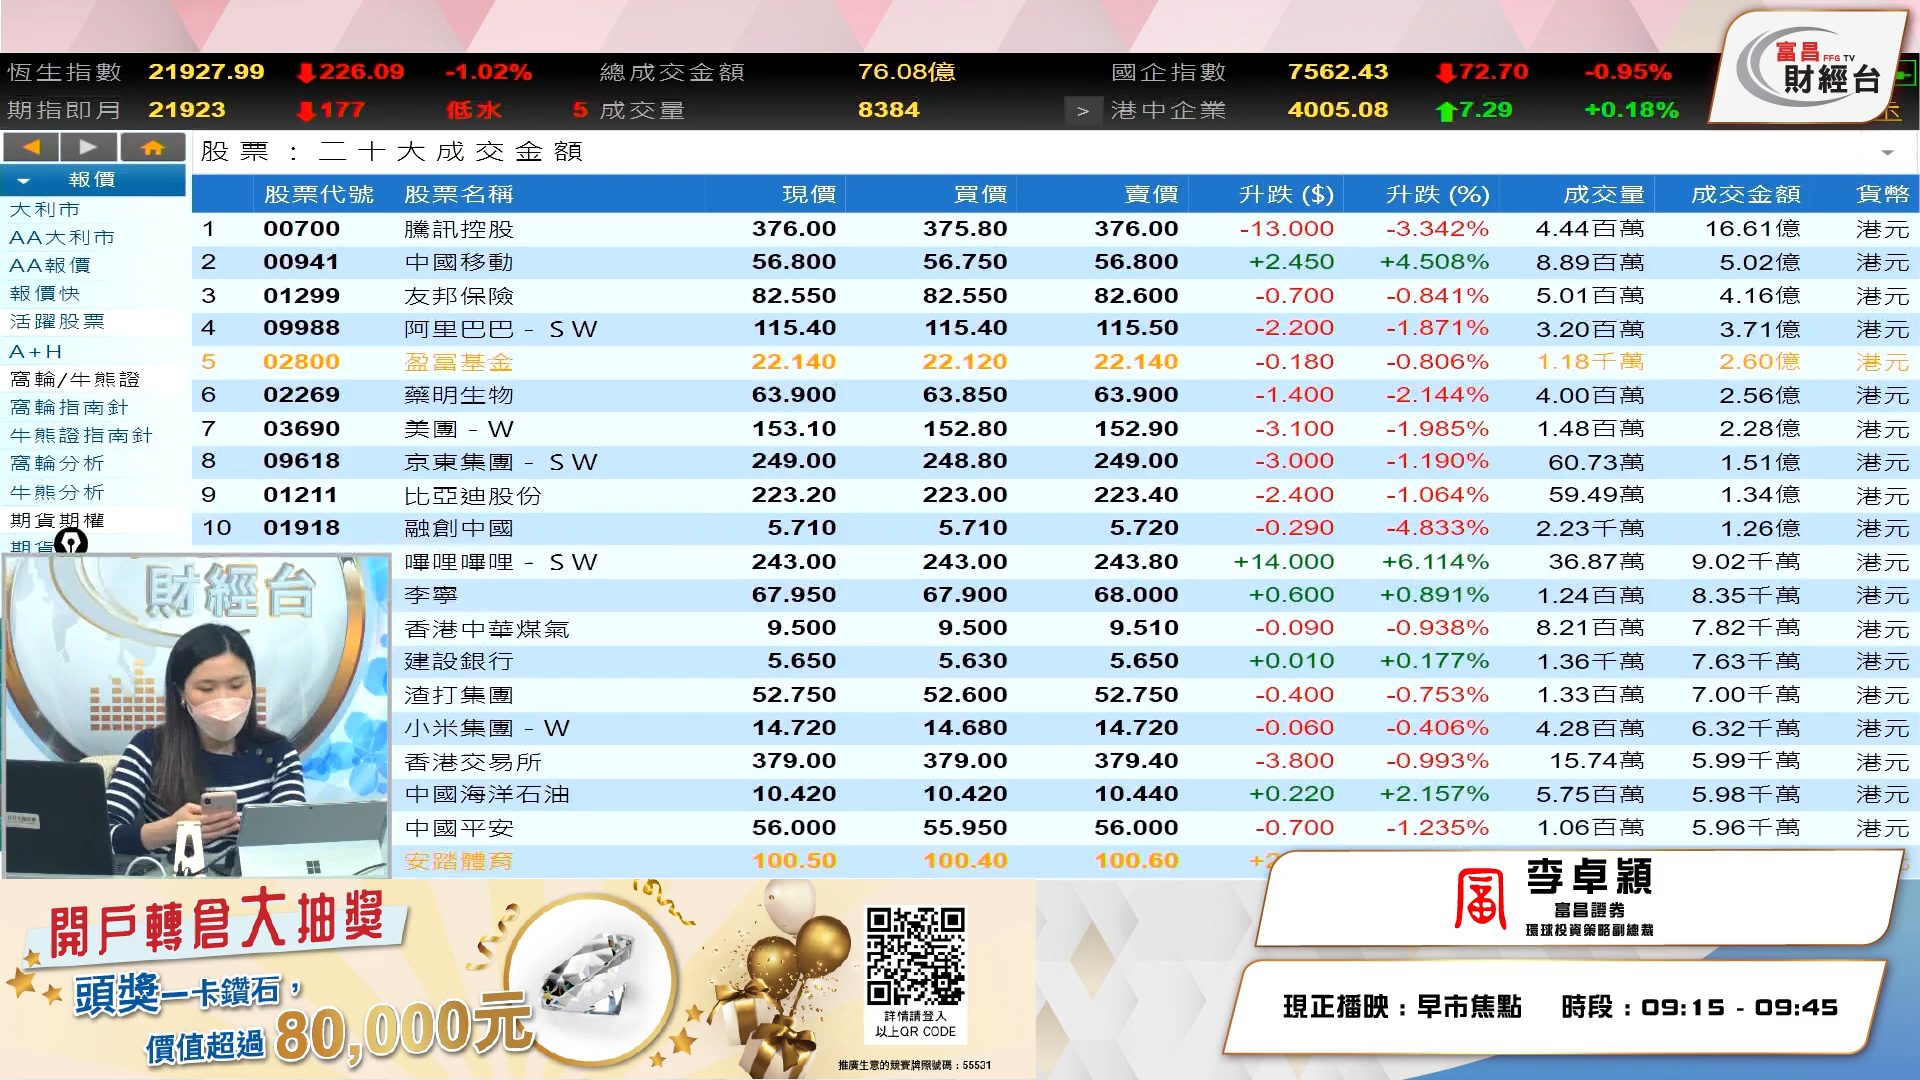 恆生指數 21927.99 226.09 -1.02% 總成交金額 76.08億 國企指數 7562.43 72.70 -0.95%
期指即月 21923 177 低水 5 成交量 8384 > 港中企業 4005.08 7.29 +0.18%
富昌 FFG TV
財經台
股票：二十大成交金額
報價
大利市
AA大利市
AA報價
報價快
活躍股票
A+H
窩輪/牛熊證
窩輪指南針
牛熊證指南針
窩輪分析
牛熊分析
期貨期權
期貨
股票代號 股票名稱 現價 買價 賣價 升跌 ($) 升跌 (%) 成交量 成交金額 貨幣
1 00700 騰訊控股 376.00 375.80 376.00 -13.000 -3.342% 4.44百萬 16.61億 港元
2 00941 中國移動 56.800 56.750 56.800 +2.450 +4.508% 8.89百萬 5.02億 港元
3 01299 友邦保險 82.550 82.550 82.600 -0.700 -0.841% 5.01百萬 4.16億 港元
4 09988 阿里巴巴 - ＳＷ 115.40 115.40 115.50 -2.200 -1.871% 3.20百萬 3.71億 港元
5 02800 盈富基金 22.140 22.120 22.140 -0.180 -0.806% 1.18千萬 2.60億 港元
6 02269 藥明生物 63.900 63.850 63.900 -1.400 -2.144% 4.00百萬 2.56億 港元
7 03690 美團 - Ｗ 153.10 152.80 152.90 -3.100 -1.985% 1.48百萬 2.28億 港元
8 09618 京東集團 - ＳＷ 249.00 248.80 249.00 -3.000 -1.190% 60.73萬 1.51億 港元
9 01211 比亞迪股份 223.20 223.00 223.40 -2.400 -1.064% 59.49萬 1.34億 港元
10 01918 融創中國 5.710 5.710 5.720 -0.290 -4.833% 2.23千萬 1.26億 港元
嗶哩嗶哩 - ＳＷ 243.00 243.00 243.80 +14.000 +6.114% 36.87萬 9.02千萬 港元
李寧 67.950 67.900 68.000 +0.600 +0.891% 1.24百萬 8.35千萬 港元
香港中華煤氣 9.500 9.500 9.510 -0.090 -0.938% 8.21百萬 7.82千萬 港元
建設銀行 5.650 5.630 5.650 +0.010 +0.177% 1.36千萬 7.63千萬 港元
渣打集團 52.750 52.600 52.750 -0.400 -0.753% 1.33百萬 7.00千萬 港元
小米集團 - Ｗ 14.720 14.680 14.720 -0.060 -0.406% 4.28百萬 6.32千萬 港元
香港交易所 379.00 379.00 379.40 -3.800 -0.993% 15.74萬 5.99千萬 港元
中國海洋石油 10.420 10.420 10.440 +0.220 +2.157% 5.75百萬 5.98千萬 港元
中國平安 56.000 55.950 56.000 -0.700 -1.235% 1.06百萬 5.96千萬 港元
安踏體育 100.50 100.40 100.60 +2
財經台
開戶轉倉大抽獎
頭獎一卡鑽石，
價值超過 80,000元
詳情請登入
以上QR CODE
推廣生意的競賽牌照號碼：55531
富
李卓穎
富昌證券
環球投資策略副總裁
現正播映：早市焦點 時段：09:15 - 09:45